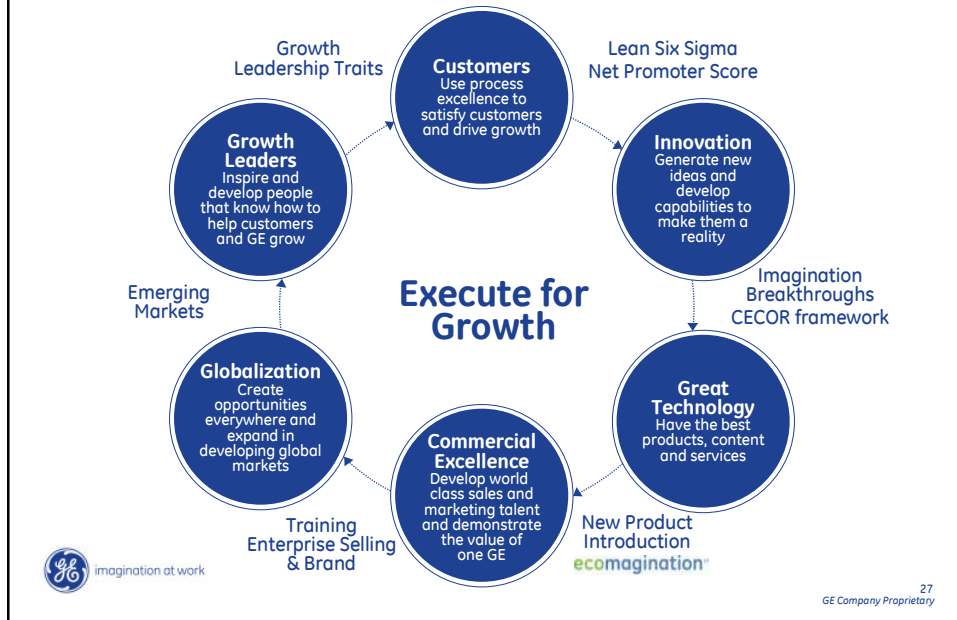 Growth
Leadership Traits
Customers
Use process
excellence to
satisfy customers
and drive growth
Lean Six Sigma
Net Promoter Score
Growth
Leaders
Inspire and
develop people
that know how to
help customers
and GE grow
Innovation
Generate new
ideas and
develop
capabilities to
make them a
reality
Emerging
Markets
Execute for
Growth
Imagination
Breakthroughs
CECOR framework
Globalization
Create
opportunities
everywhere and
expand in
developing global
markets
Great
Technology
Have the best
products, content
and services
Commercial
Excellence
Develop world
class sales and
marketing talent
and demonstrate
the value of
one GE
Training
Enterprise Selling
& Brand
New Product
Introduction
ecomagination
GE
imagination at work
27
GE Company Proprietary